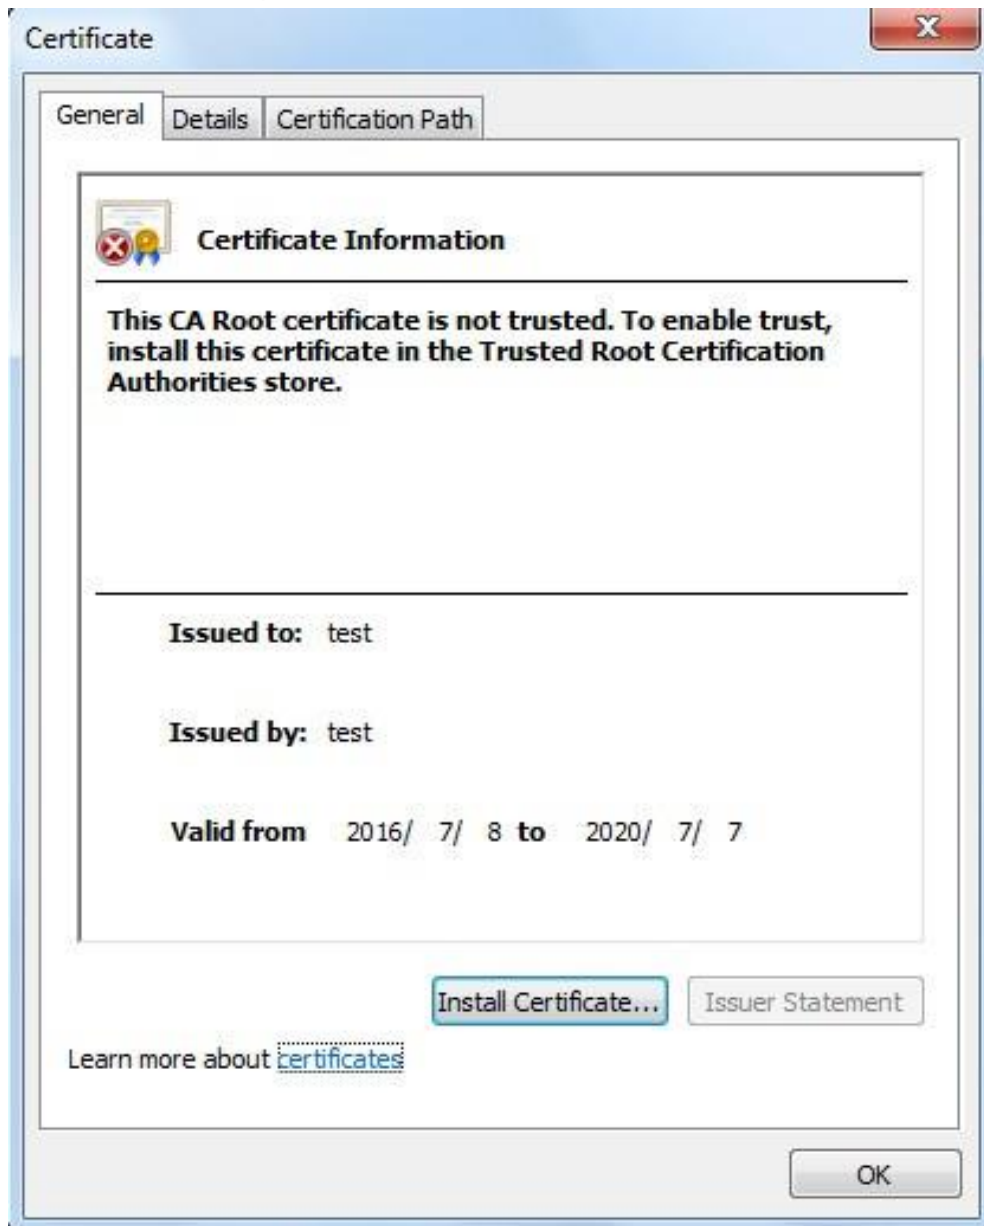 Certificate
General Details Certification Path
Certificate Information
This CA Root certificate is not trusted. To enable trust,
install this certificate in the Trusted Root Certification
Authorities store.
Issued to: test
Issued by: test
Valid from 2016/ 7/ 8 to 2020/ 7/ 7
Install Certificate... Issuer Statement
Learn more about certificates
OK